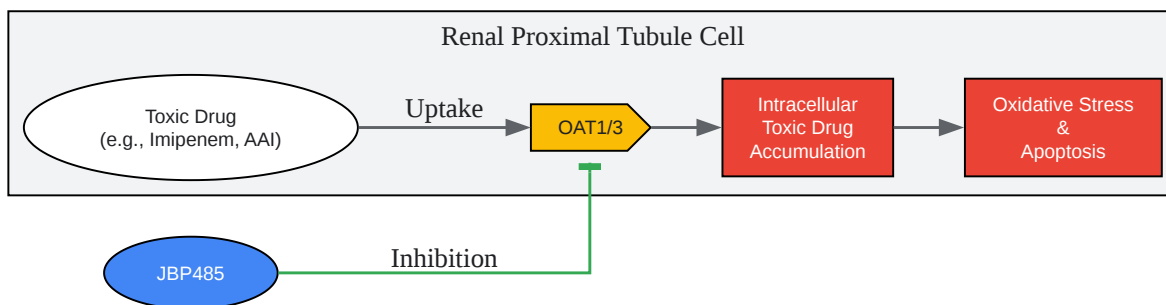 Renal Proximal Tubule Cell
Toxic Drug
(e.g., Imipenem, AAI)
Uptake
OAT1/3
Intracellular
Toxic Drug
Accumulation
Oxidative Stress
&
Apoptosis
JBP485
Inhibition